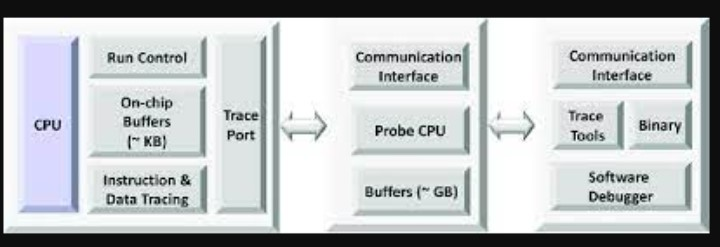 CPU
Run Control
On-chip
Buffers
(~ KB)
Instruction &
Data Tracing
Trace
Port
Communication
Interface
Probe CPU
Buffers (~ GB)
Communication
Interface
Trace
Tools
Binary
Software
Debugger